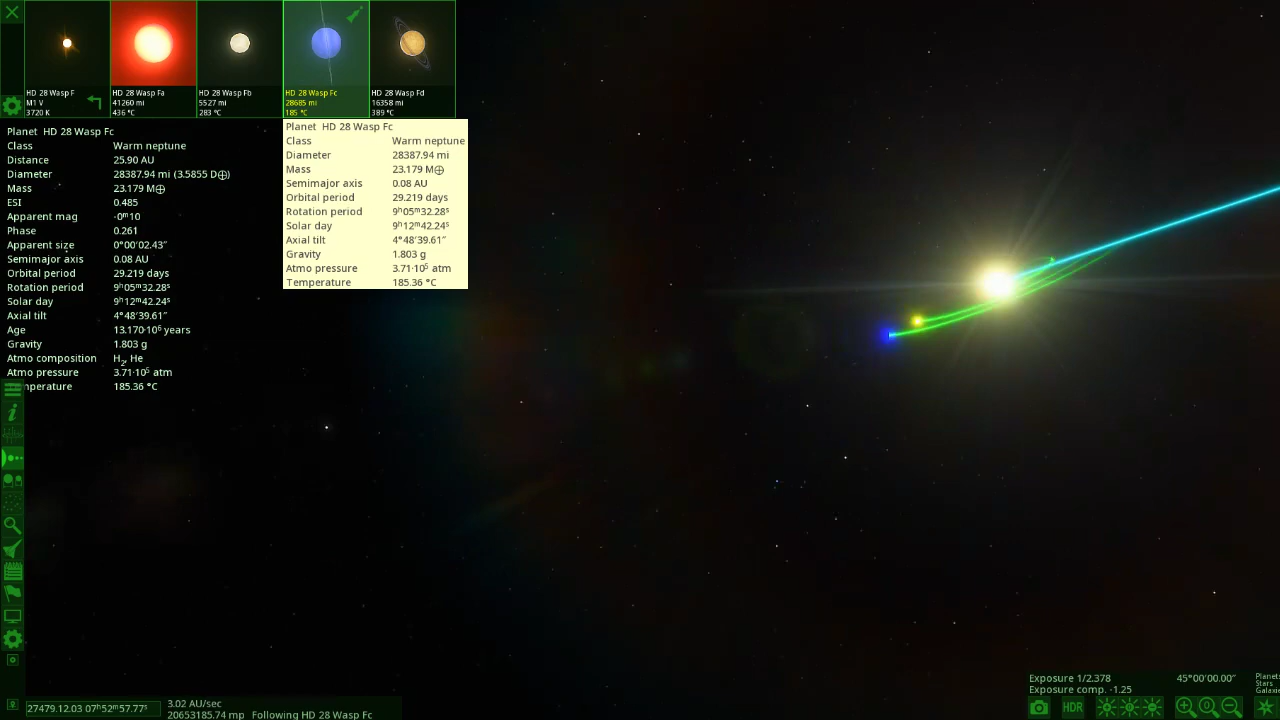 HD 28 Wasp F
M1 V
3720 K
HD 28 Wasp Fa
41260 mi
436 °C
HD 28 Wasp Fb
5527 mi
283 °C
HD 28 Wasp Fc
28685 mi
185 °C
HD 28 Wasp Fd
16358 mi
389 °C
Planet HD 28 Wasp Fc
Class Warm neptune
Distance 25.90 AU
Diameter 28387.94 mi (3.5855 D⊕)
Mass 23.179 M⊕
ESI 0.485
Apparent mag -0ᵐ10
Phase 0.261
Apparent size 0°00′02.43″
Semimajor axis 0.08 AU
Orbital period 29.219 days
Rotation period 9ʰ05ᵐ32.28ˢ
Solar day 9ʰ12ᵐ42.24ˢ
Axial tilt 4°48′39.61″
Age 13.170·10⁶ years
Gravity 1.803 g
Atmo composition H₂, He
Atmo pressure 3.71·10⁵ atm
perature 185.36 °C
Planet HD 28 Wasp Fc
Class Warm neptune
Diameter 28387.94 mi
Mass 23.179 M⊕
Semimajor axis 0.08 AU
Orbital period 29.219 days
Rotation period 9ʰ05ᵐ32.28ˢ
Solar day 9ʰ12ᵐ42.24ˢ
Axial tilt 4°48′39.61″
Gravity 1.803 g
Atmo pressure 3.71·10⁵ atm
Temperature 185.36 °C
27479.12.03 07ʰ52ᵐ57.77ˢ
3.02 AU/sec
20653185.74 mp Following HD 28 Wasp Fc
Exposure 1/2.378 45°00′00.00″
Exposure comp. -1.25
HDR
Planets
Stars
Galaxie